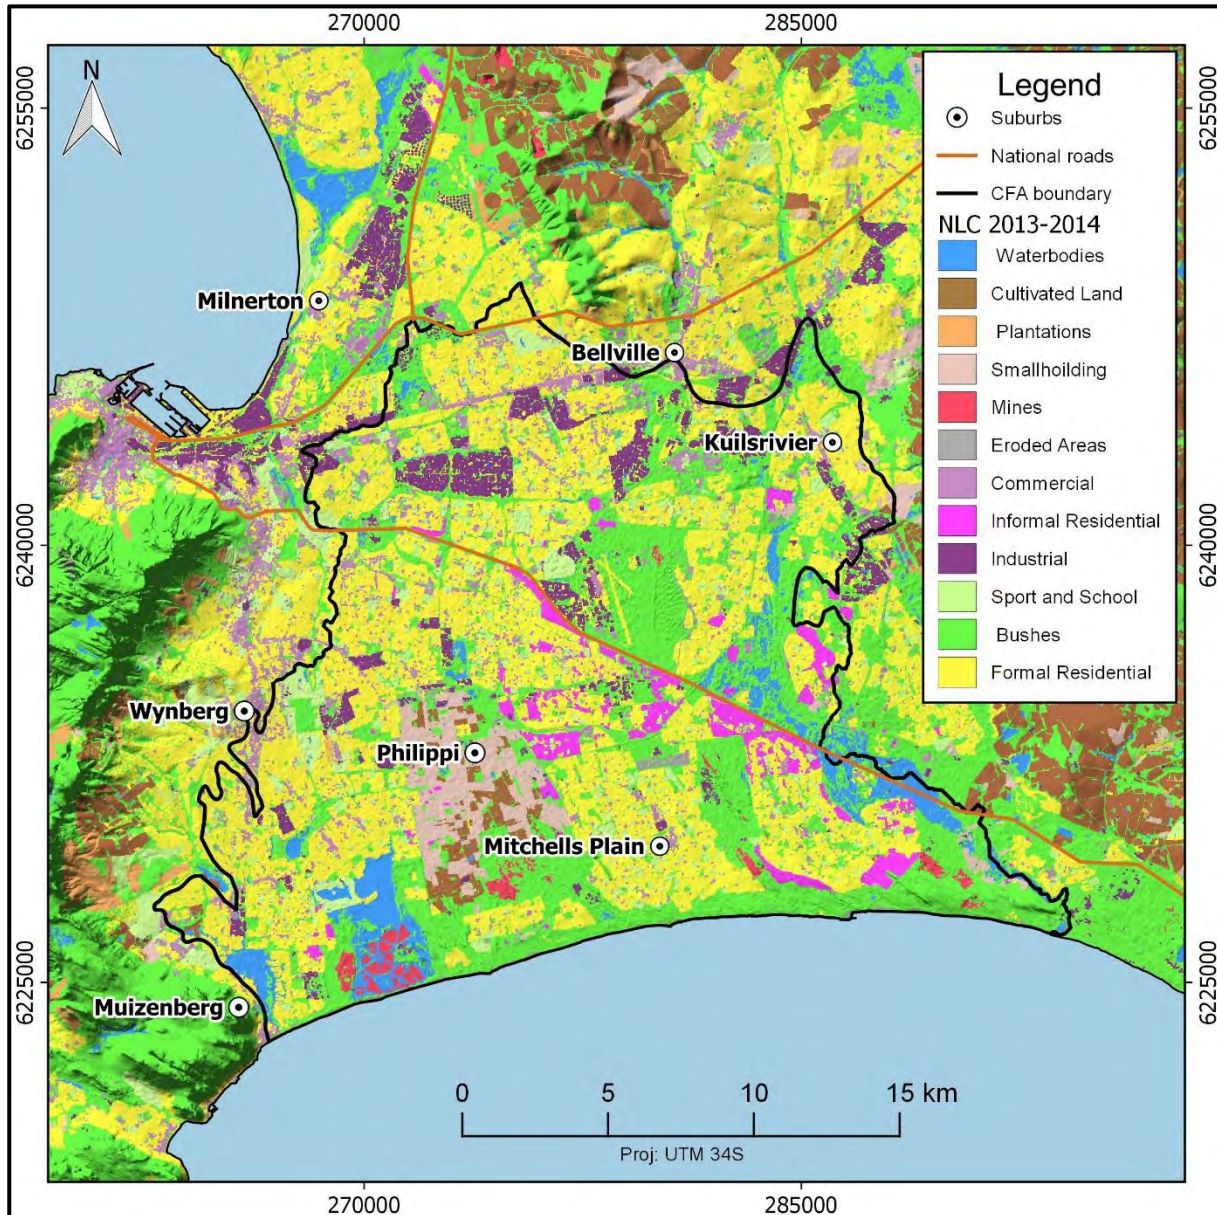 270000
285000
N
Legend
Suburbs
National roads
CFA boundary
NLC 2013-2014
Waterbodies
Cultivated Land
Plantations
Smallhoilding
Mines
Eroded Areas
Commercial
Informal Residential
Industrial
Sport and School
Bushes
Formal Residential
6255000
6255000
Milnerton
Bellville
Kuilsrivier
6240000
6240000
Wynberg
Philippi
Mitchells Plain
6225000
6225000
Muizenberg
0 5 10 15 km
Proj: UTM 34S
270000
285000